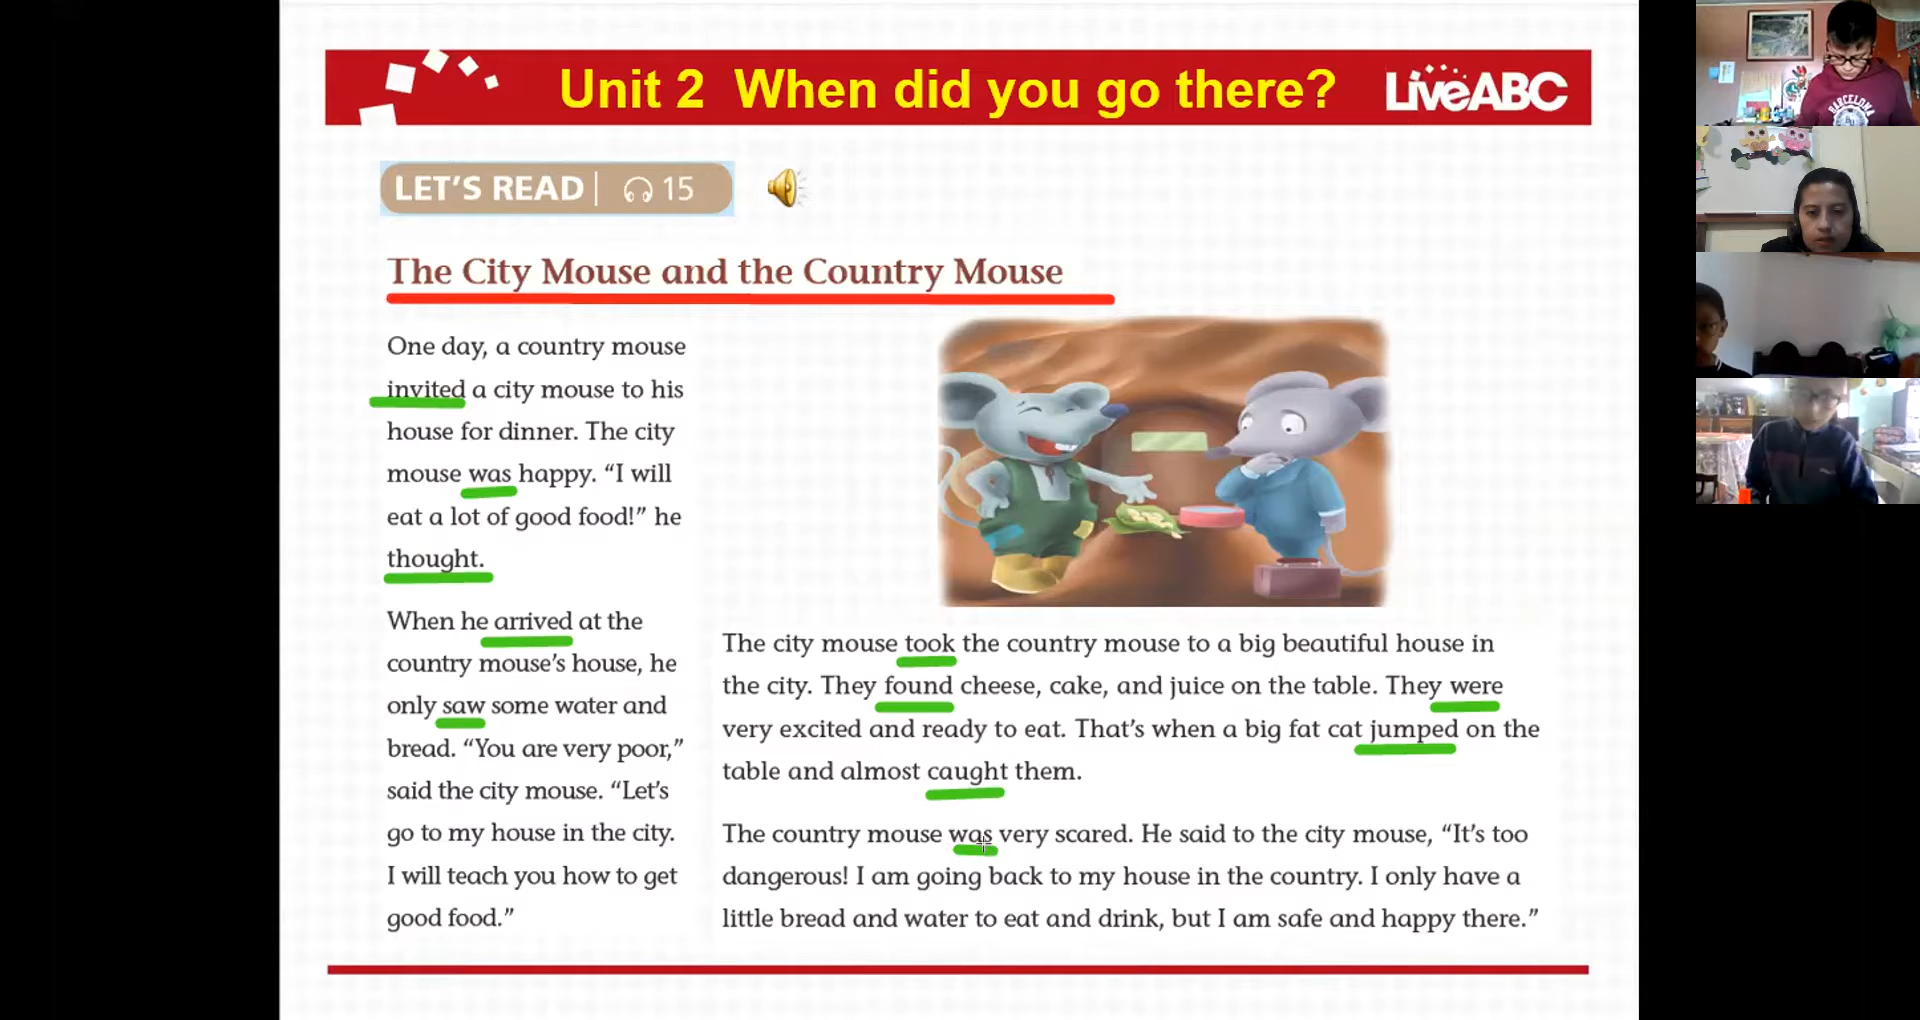 Unit 2 When did you go there?
LiveABC
LET'S READ | 15
The City Mouse and the Country Mouse
One day, a country mouse
invited a city mouse to his
house for dinner. The city
mouse was happy. “I will
eat a lot of good food!” he
thought.
When he arrived at the
country mouse’s house, he
only saw some water and
bread. “You are very poor,”
said the city mouse. “Let’s
go to my house in the city.
I will teach you how to get
good food.”
The city mouse took the country mouse to a big beautiful house in
the city. They found cheese, cake, and juice on the table. They were
very excited and ready to eat. That’s when a big fat cat jumped on the
table and almost caught them.
The country mouse was very scared. He said to the city mouse, “It’s too
dangerous! I am going back to my house in the country. I only have a
little bread and water to eat and drink, but I am safe and happy there.”
BARCELONA